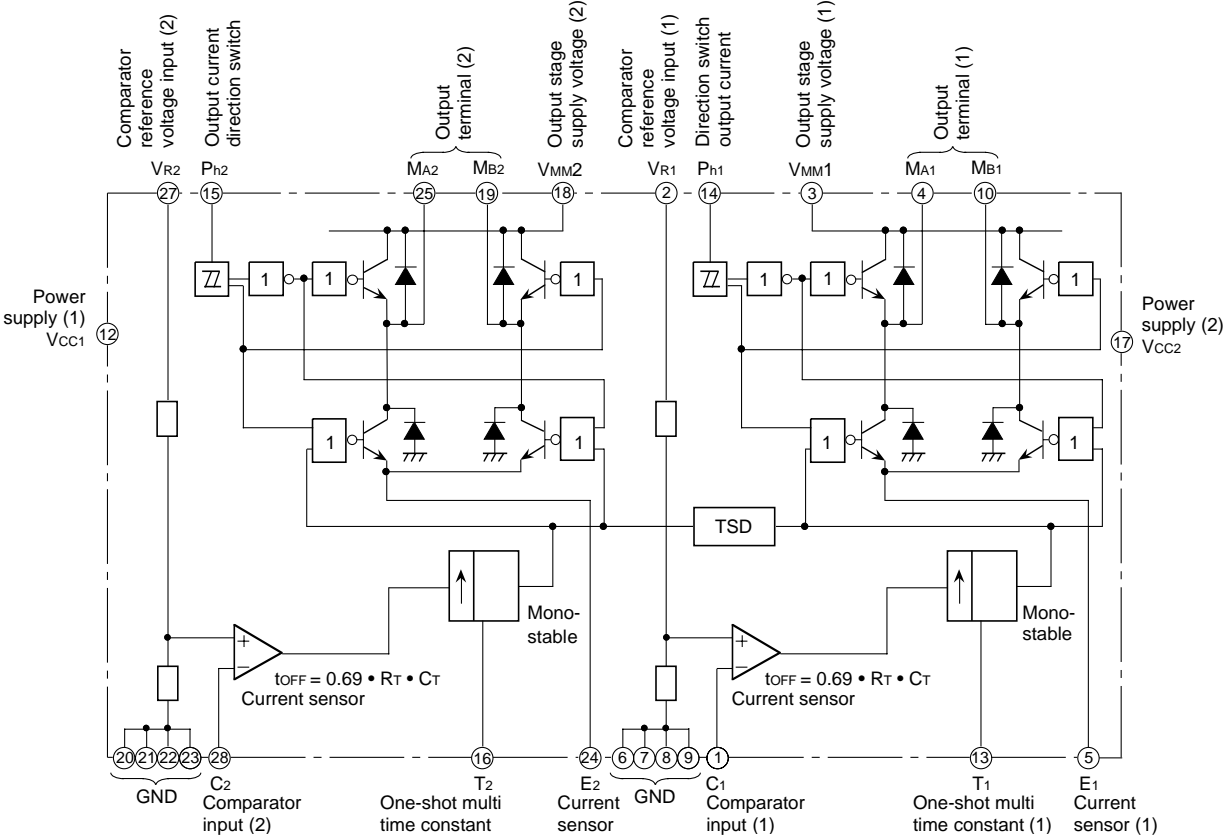 Comparator
reference
voltage input (2)
Output current
direction switch
Output
terminal (2)
Output stage
supply voltage (2)
Comparator
reference
voltage input (1)
Direction switch
output current
Output stage
supply voltage (1)
Output
terminal (1)
VR2
Ph2
MA2
MB2
VMM2
VR1
Ph1
VMM1
MA1
MB1
27
15
25
19
18
2
14
3
4
10
1
1
1
1
1
1
Power
supply (1)
VCC1
12
Power
supply (2)
VCC2
17
1
1
1
1
TSD
Mono-
stable
Mono-
stable
+
−
+
−
tOFF = 0.69 • RT • CT
Current sensor
tOFF = 0.69 • RT • CT
Current sensor
20
21
22
23
28
16
24
6
7
8
9
1
13
5
GND
C2
Comparator
input (2)
T2
One-shot multi
time constant
E2
Current
sensor
GND
C1
Comparator
input (1)
T1
One-shot multi
time constant (1)
E1
Current
sensor (1)